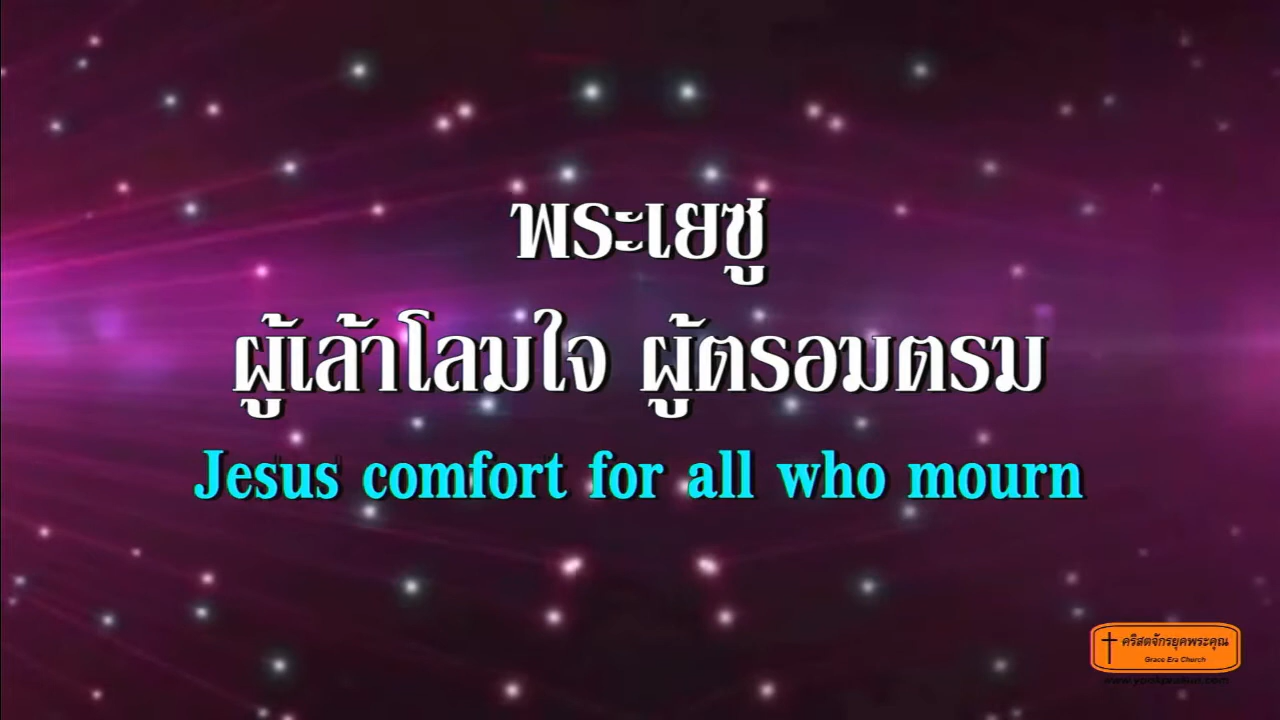 พระเยซู
ผู้เล้าโลมใจ ผู้ตรอมตรม
Jesus comfort for all who mourn
คริสตจักรยุคพระคุณ
Grace Era Church